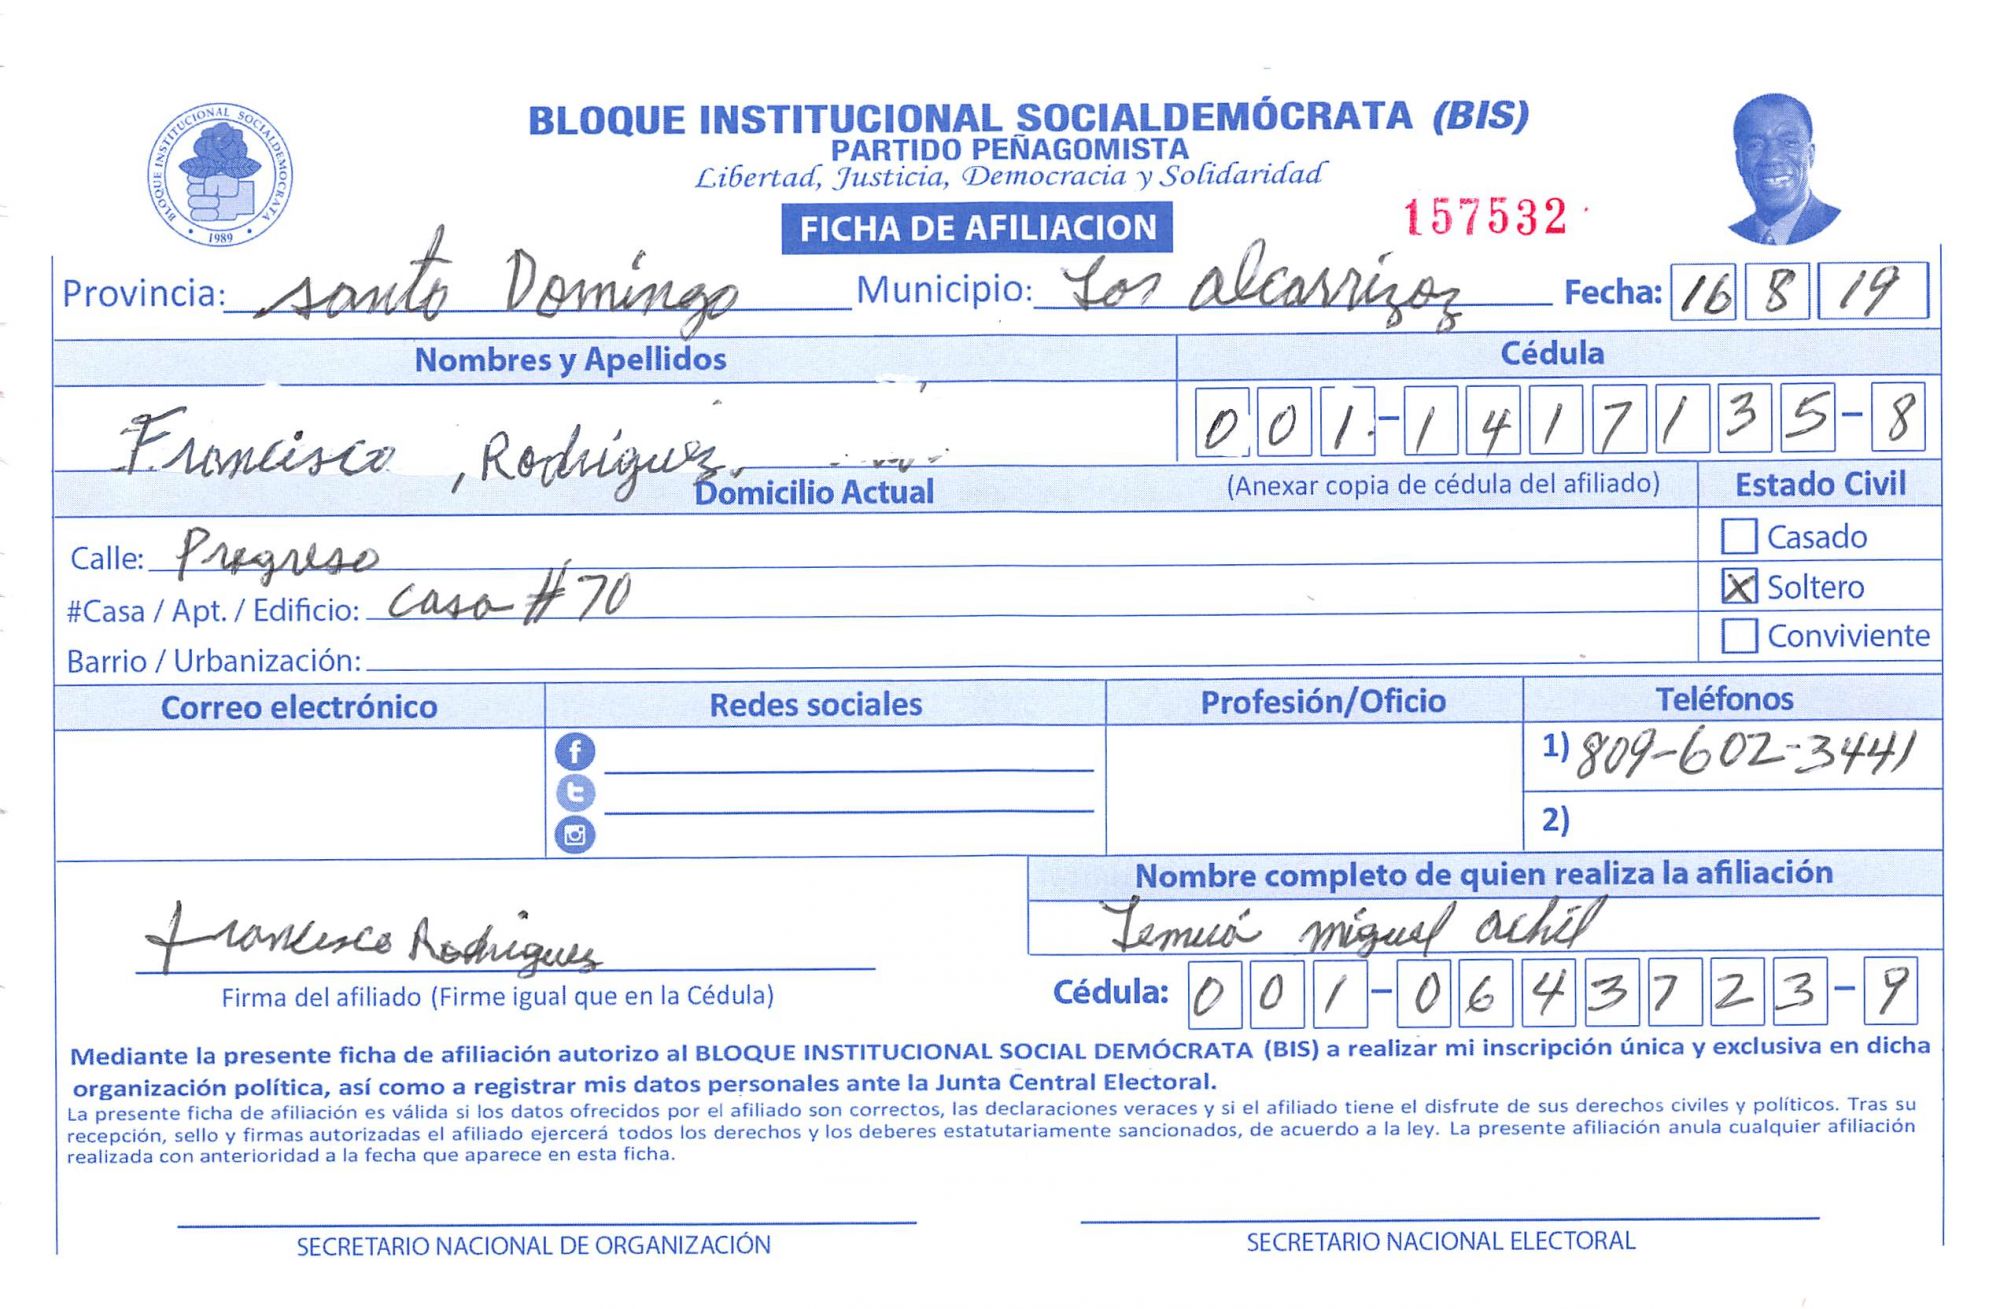 BLOQUE INSTITUCIONAL SOCIALDEMOCRATA
1989
BLOQUE INSTITUCIONAL SOCIALDEMÓCRATA (BIS)
PARTIDO PEÑAGOMISTA
Libertad, Justicia, Democracia y Solidaridad
FICHA DE AFILIACION
157532
Provincia: santo Domingo Municipio: Los alcarrizoz Fecha: 16 8 19
Nombres y Apellidos Cédula
Francisco, Rodriguez. 001-1417135-8
Domicilio Actual (Anexar copia de cédula del afiliado) Estado Civil
Calle: Progreso
Casado
#Casa / Apt. / Edificio: casa #70
X Soltero
Barrio / Urbanización:
Conviviente
Correo electrónico Redes sociales Profesión/Oficio Teléfonos
1) 809-602-3441
2)
Nombre completo de quien realiza la afiliación
miguel
Francisco Rodriguez
Firma del afiliado (Firme igual que en la Cédula) Cédula: 001-0643723-9
Mediante la presente ficha de afiliación autorizo al BLOQUE INSTITUCIONAL SOCIAL DEMÓCRATA (BIS) a realizar mi inscripción única y exclusiva en dicha
organización política, así como a registrar mis datos personales ante la Junta Central Electoral.
La presente ficha de afiliación es válida si los datos ofrecidos por el afiliado son correctos, las declaraciones veraces y si el afiliado tiene el disfrute de sus derechos civiles y políticos. Tras su
recepción, sello y firmas autorizadas el afiliado ejercerá todos los derechos y los deberes estatutariamente sancionados, de acuerdo a la ley. La presente afiliación anula cualquier afiliación
realizada con anterioridad a la fecha que aparece en esta ficha.
SECRETARIO NACIONAL DE ORGANIZACIÓN SECRETARIO NACIONAL ELECTORAL